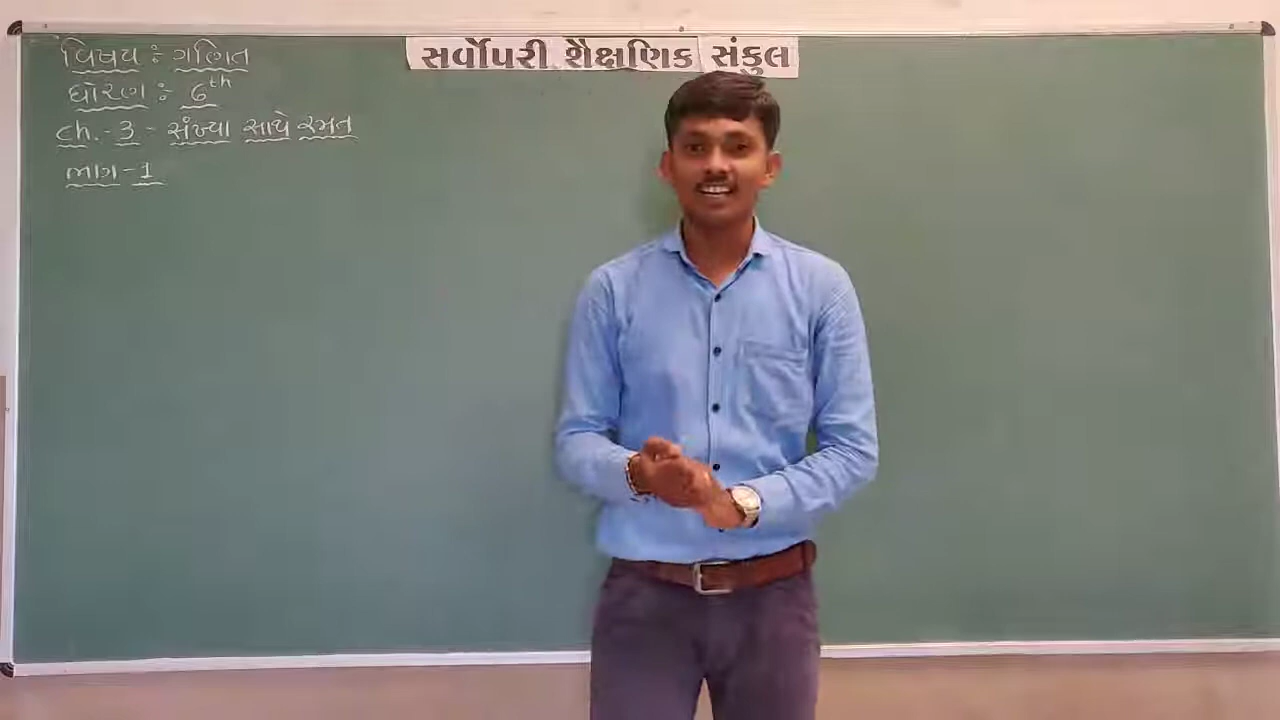 સર્વોપરી શૈક્ષણિક સંકુલ
વિષય : ગણિત
ધોરણ : 6th
ch. - 3 - સંખ્યા સાથે રમત
ભાગ - 1